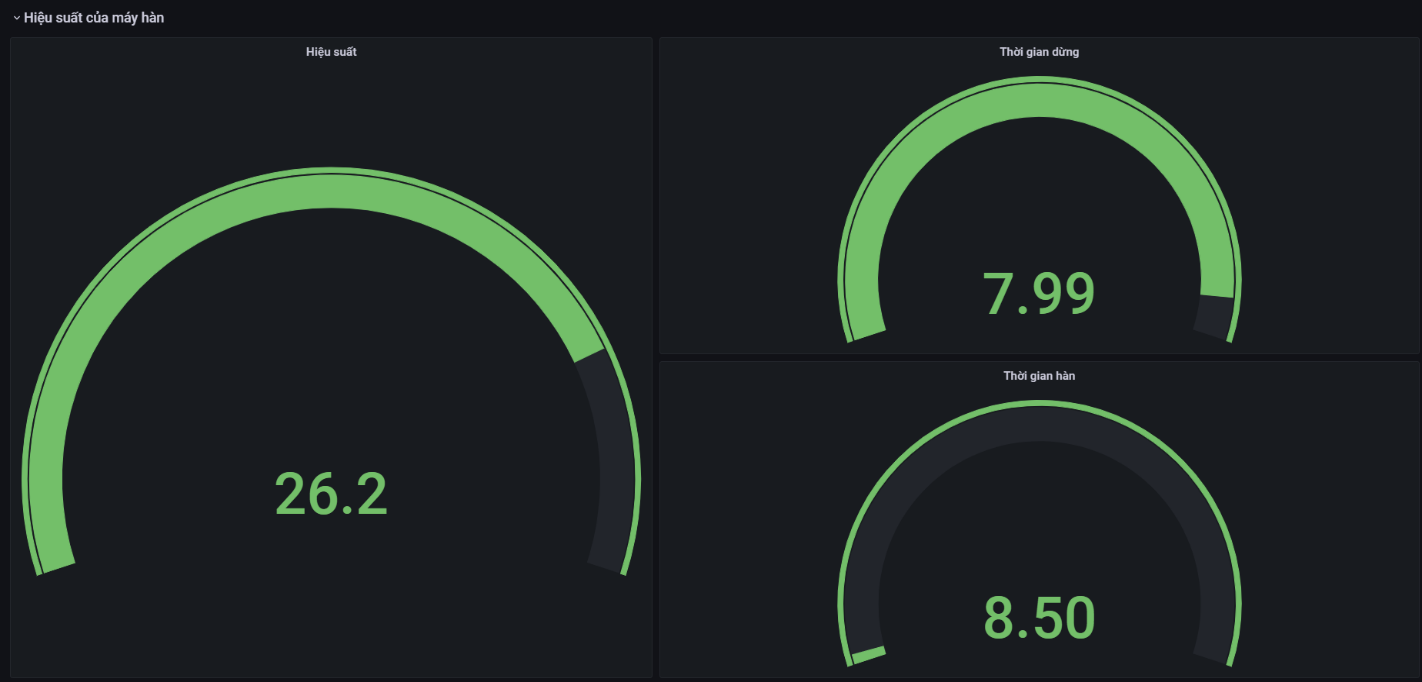 Hiệu suất của máy hàn
Hiệu suất
26.2
Thời gian dừng
7.99
Thời gian hàn
8.50